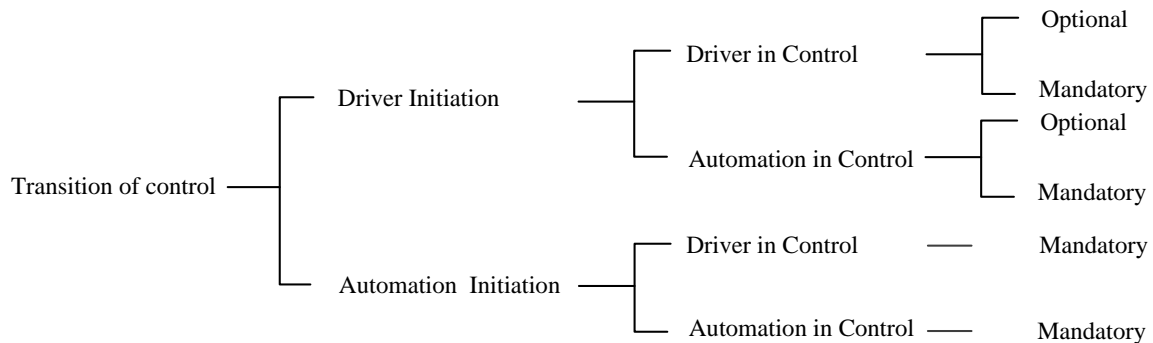 Optional
Driver in Control
Driver Initiation
Mandatory
Optional
Automation in Control
Transition of control
Mandatory
Driver in Control
Mandatory
Automation Initiation
Automation in Control
Mandatory